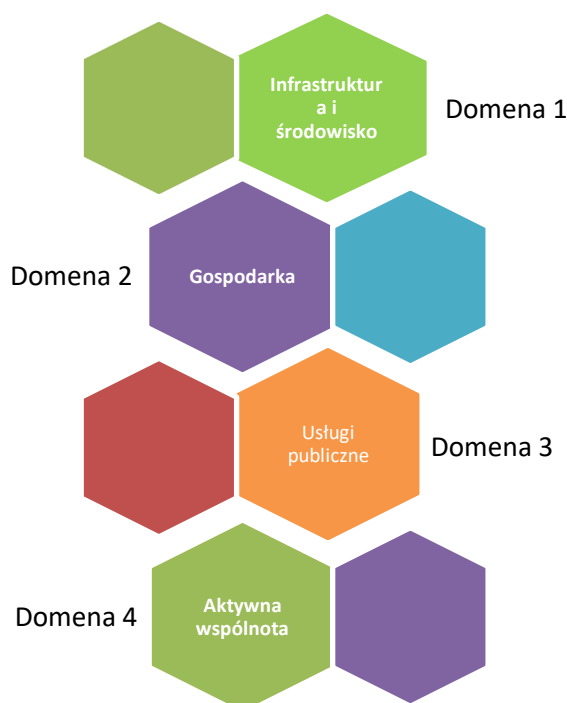 Infrastruktur
a i
środowisko
Domena 1
Domena 2
Gospodarka
Usługi
publiczne
Domena 3
Domena 4
Aktywna
wspólnota